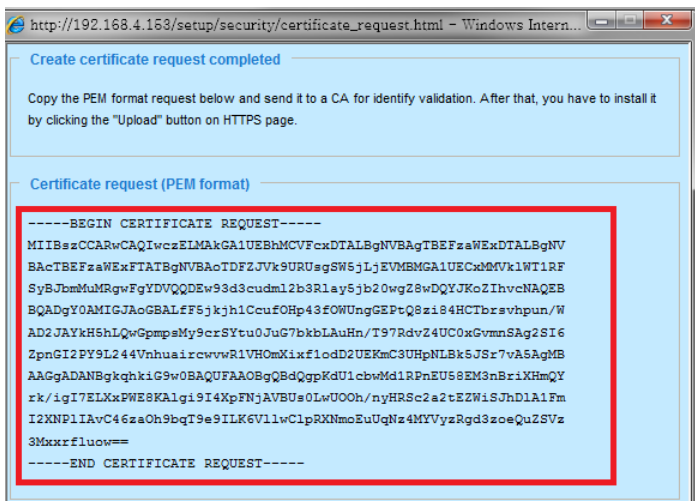 http://192.168.4.153/setup/security/certificate_request.html - Windows Intern...
Create certificate request completed
Copy the PEM format request below and send it to a CA for identify validation. After that, you have to install it
by clicking the "Upload" button on HTTPS page.
Certificate request (PEM format)
-----BEGIN CERTIFICATE REQUEST-----
MIIBszCCARwCAQIwczELMAkGA1UEBhMCVFcxDTALBgNVBAgTBEFzaWExDTALBgNV
BAcTBEFzaWExFTATBgNVBAoTDFZJVk9URUsgSW5jLjEVMBMGA1UECxMMVklWT1RF
SyBJbmMuMRgwFgYDVQQDEw93d3cudml2b3Rlay5jb20wgZ8wDQYJKoZIhvcNAQEB
BQADgY0AMIGJAoGBALfF5jkjh1CcufOHp43fOWUngGEPtQ8zi84HCTbrsvhpun/W
AD2JAYkH5hLQwGpmpsMy9crSYtu0JuG7bkbLAuHn/T97RdvZ4UC0xGvmnSAg2SI6
ZpnGI2PY9L244VnhuaircwvwR1VHOmXixf1odD2UEKmC3UHpNLBk5JSr7vA5AgMB
AAGgADANBgkqhkiG9w0BAQUFAAOBgQBdQgpKdU1cbwMd1RPnEU58EM3nBriXHmQY
rk/igI7ELXxPWE8KAlgi9I4XpFNjAVBUs0LwUOOh/nyHRSc2a2tEZWiSJhDlA1Fm
I2XNPlIAvC46zaOh9bqT9e9ILK6VllwClpRXNmoEuUqNz4MYVyzRgd3zoeQuZSVz
3Mxxrfluow==
-----END CERTIFICATE REQUEST-----